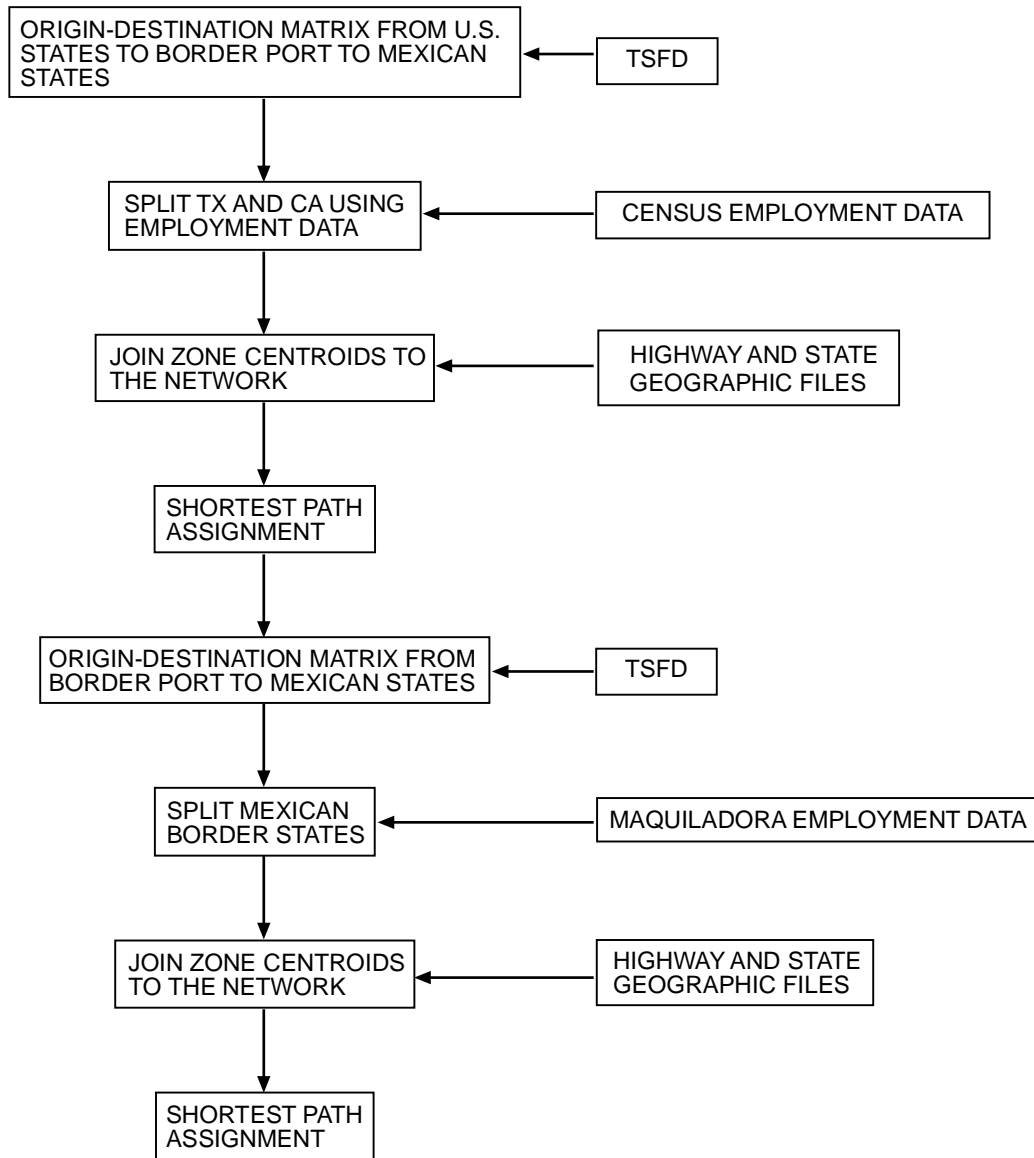 ORIGIN-DESTINATION MATRIX FROM U.S.
STATES TO BORDER PORT TO MEXICAN
STATES
TSFD
SPLIT TX AND CA USING
EMPLOYMENT DATA
CENSUS EMPLOYMENT DATA
JOIN ZONE CENTROIDS TO
THE NETWORK
HIGHWAY AND STATE
GEOGRAPHIC FILES
SHORTEST PATH
ASSIGNMENT
ORIGIN-DESTINATION MATRIX FROM
BORDER PORT TO MEXICAN STATES
TSFD
SPLIT MEXICAN
BORDER STATES
MAQUILADORA EMPLOYMENT DATA
JOIN ZONE CENTROIDS
TO THE NETWORK
HIGHWAY AND STATE
GEOGRAPHIC FILES
SHORTEST PATH
ASSIGNMENT